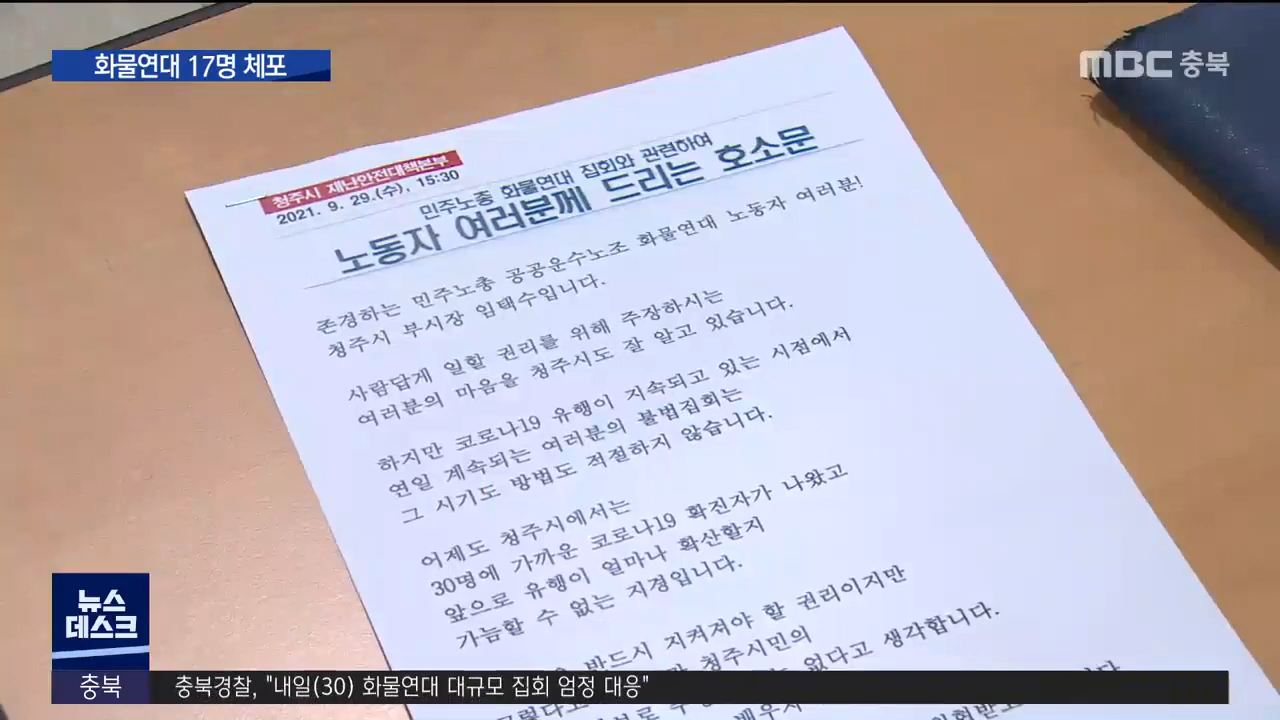 화물연대 17명 체포
MBC 충북
청주시 재난안전대책본부
2021. 9. 29.(수), 15:30
민주노총 화물연대 집회와 관련하여
노동자 여러분께 드리는 호소문
존경하는 민주노총 공공운수노조 화물연대 노동자 여러분!
청주시 부시장 임택수입니다.
사람답게 일할 권리를 위해 주장하시는
여러분의 마음을 청주시도 잘 알고 있습니다.
하지만 코로나19 유행이 지속되고 있는 시점에서
연일 계속되는 여러분의 불법집회는
그 시기도 방법도 적절하지 않습니다.
어제도 청주시에서는
30명에 가까운 코로나19 확진자가 나왔고
앞으로 유행이 얼마나 확산할지
가늠할 수 없는 지경입니다.
반드시 지켜져야 할 권리이지만
청주시민의
없다고 생각합니다.
뉴스
데스크
충북
충북경찰, "내일(30) 화물연대 대규모 집회 엄정 대응"